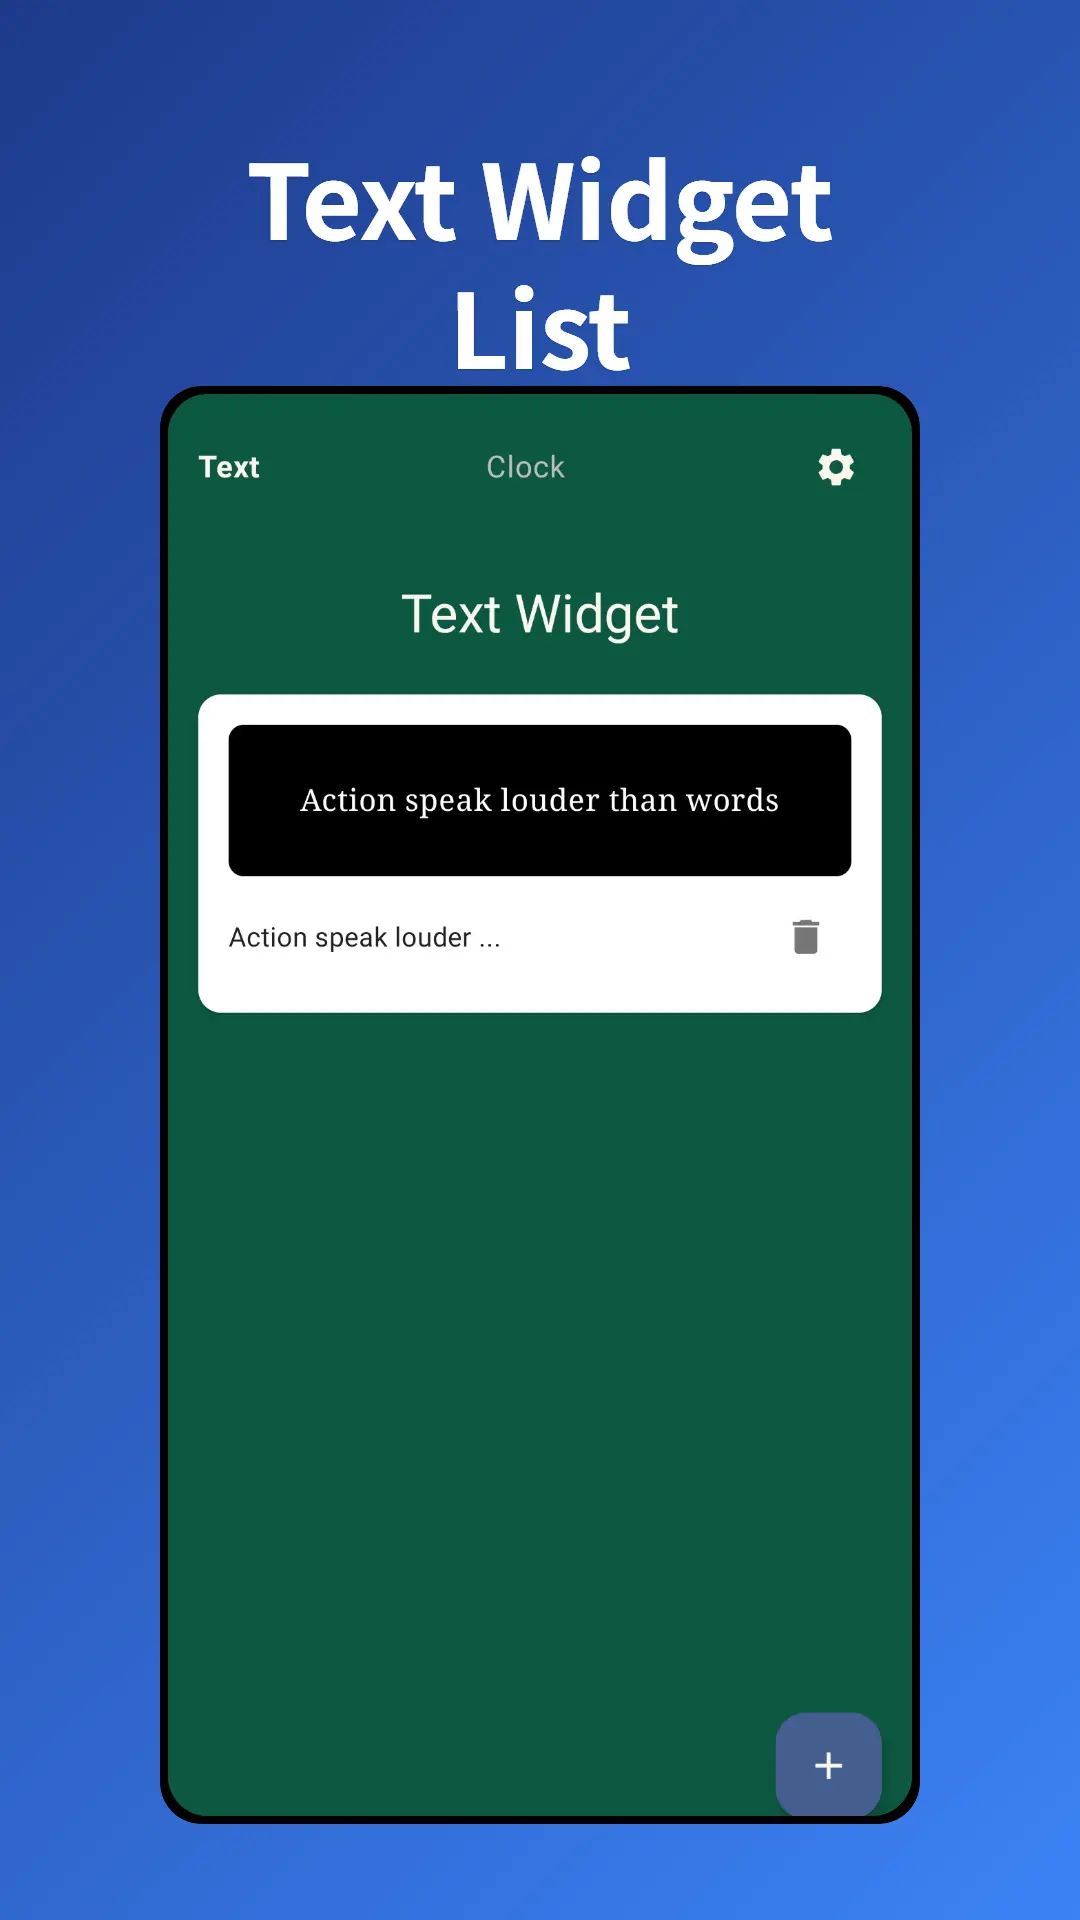 Text Widget
List
Text
Clock
Text Widget
Action speak louder than words
Action speak louder ...
+